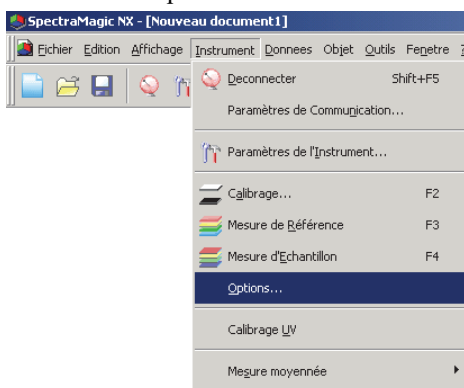 SpectraMagic NX - [Nouveau document1]
Fichier Edition Affichage Instrument Donnees Objet Outils Fenetre ?
Deconnecter Shift+F5
Paramètres de Communication...
Paramètres de l'Instrument...
Calibrage... F2
Mesure de Référence F3
Mesure d'Echantillon F4
Options...
Calibrage UV
Mesure moyennée